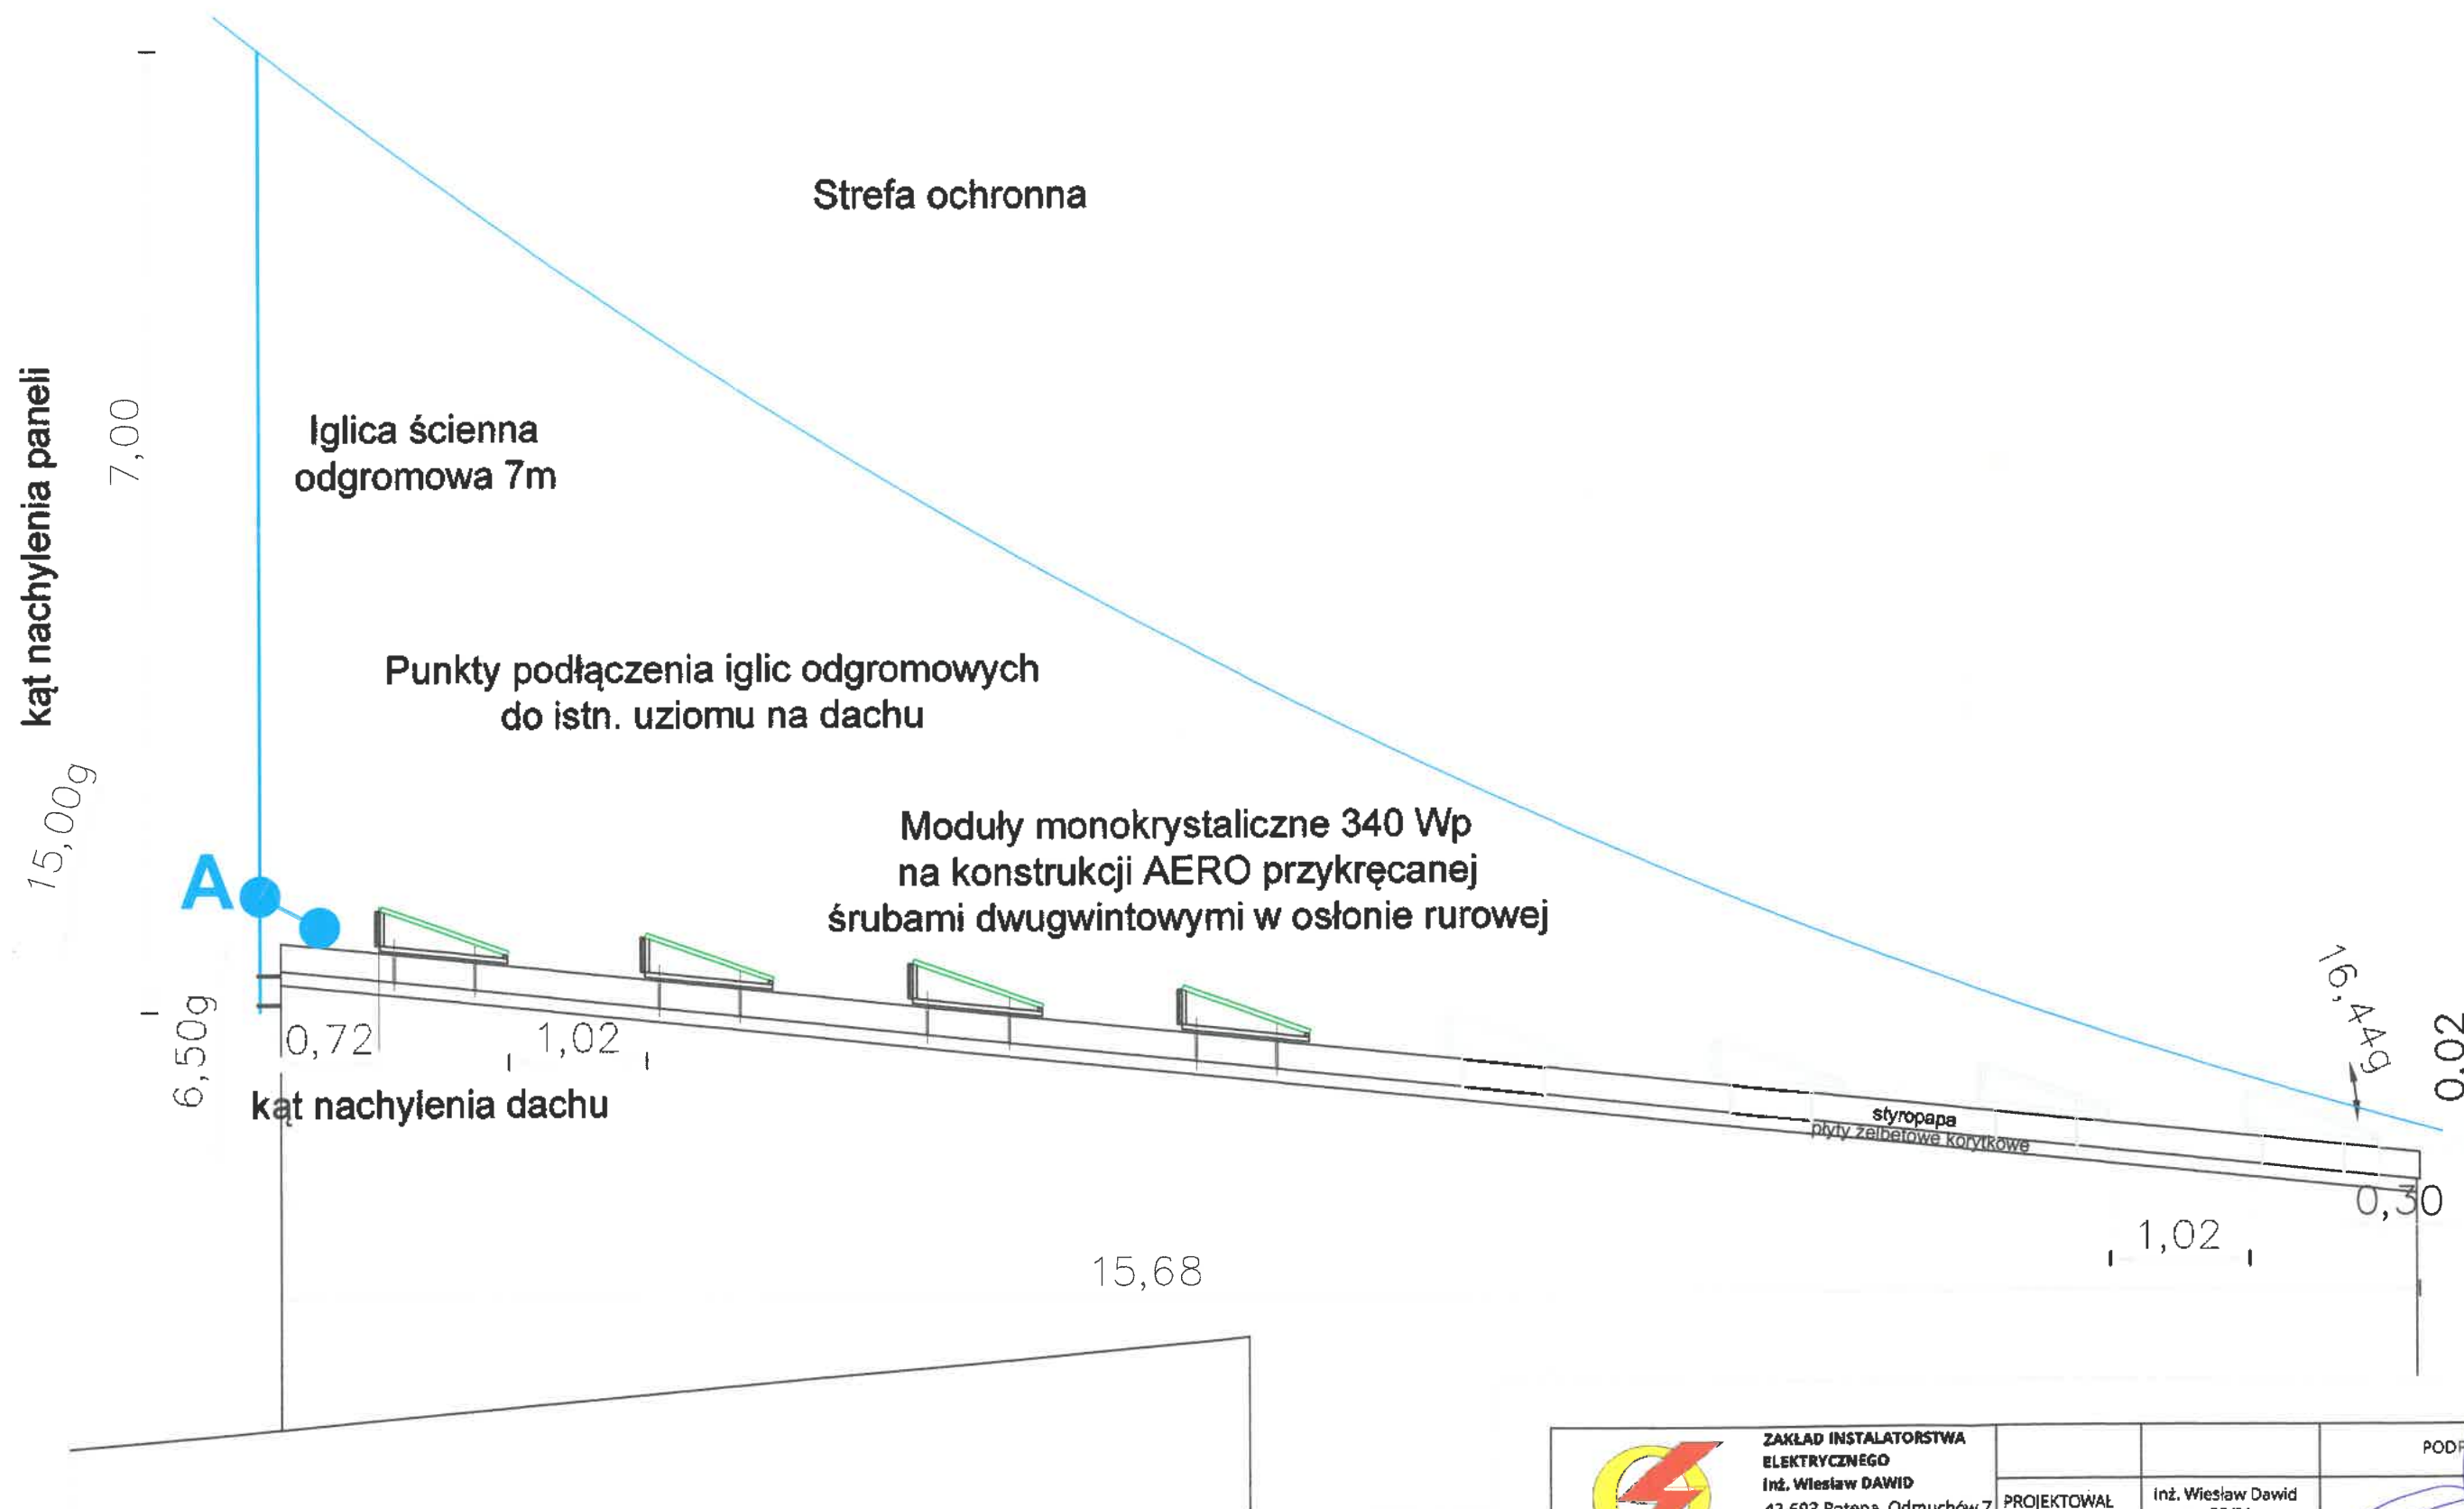 Strefa ochronna
kąt nachylenia paneli
7,00
Iglica ścienna
odgromowa 7m
Punkty podłączenia iglic odgromowych
do istn. uziomu na dachu
15,00g
Moduły monokrystaliczne 340 Wp
na konstrukcji AERO przykręcanej
śrubami dwugwintowymi w osłonie rurowej
A
16,44g
0,02
6,50g
0,72
1,02
kąt nachylenia dachu
styropapa
płyty żelbetowe korytkowe
0,30
1,02
15,68
ZAKŁAD INSTALATORSTWA
ELEKTRYCZNEGO
inż. Wiesław DAWID
PROJEKTOWAŁ
inż. Wiesław Dawid